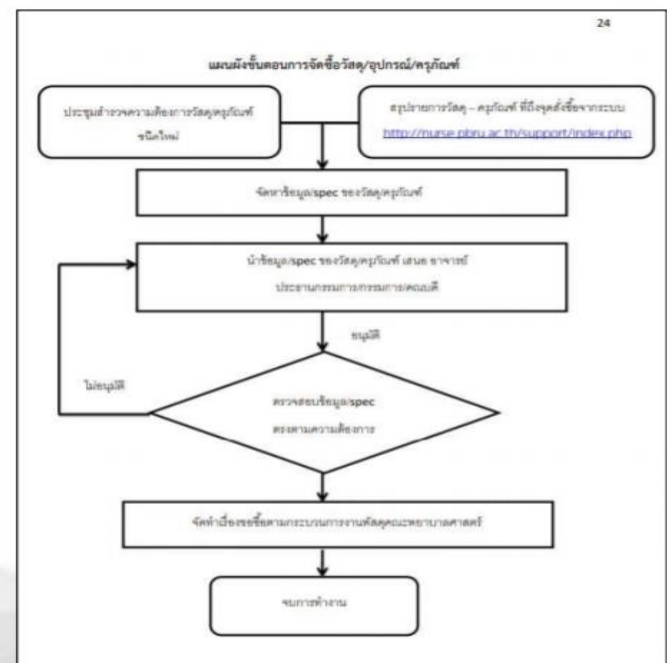 24
แผนผังขั้นตอนการจัดซื้อวัสดุ/อุปกรณ์/ครุภัณฑ์
ประชุมสำรวจความต้องการวัสดุ/ครุภัณฑ์
ชนิดใหม่
สรุปรายการวัสดุ – ครุภัณฑ์ ที่ถึงจุดสั่งซื้อจากระบบ
http://nurse.pbru.ac.th/support/index.php
จัดหาข้อมูล/spec ของวัสดุ/ครุภัณฑ์
นำข้อมูล/spec ของวัสดุ/ครุภัณฑ์ เสนอ อาจารย์
ประธานกรรมการ/กรรมการ/คณบดี
อนุมัติ
ไม่อนุมัติ
ตรวจสอบข้อมูล/spec
ตรงตามความต้องการ
จัดทำเรื่องขอซื้อตามกระบวนการงานพัสดุคณะพยาบาลศาสตร์
จบการทำงาน